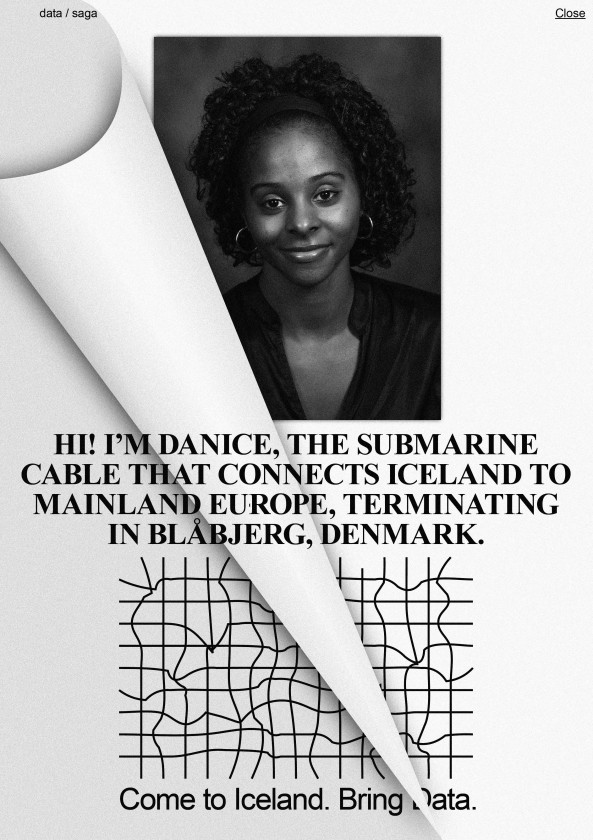 data / saga
Close
HI! I’M DANICE, THE SUBMARINE
CABLE THAT CONNECTS ICELAND TO
MAINLAND EUROPE, TERMINATING
IN BLÅBJERG, DENMARK.
Come to Iceland. Bring Data.